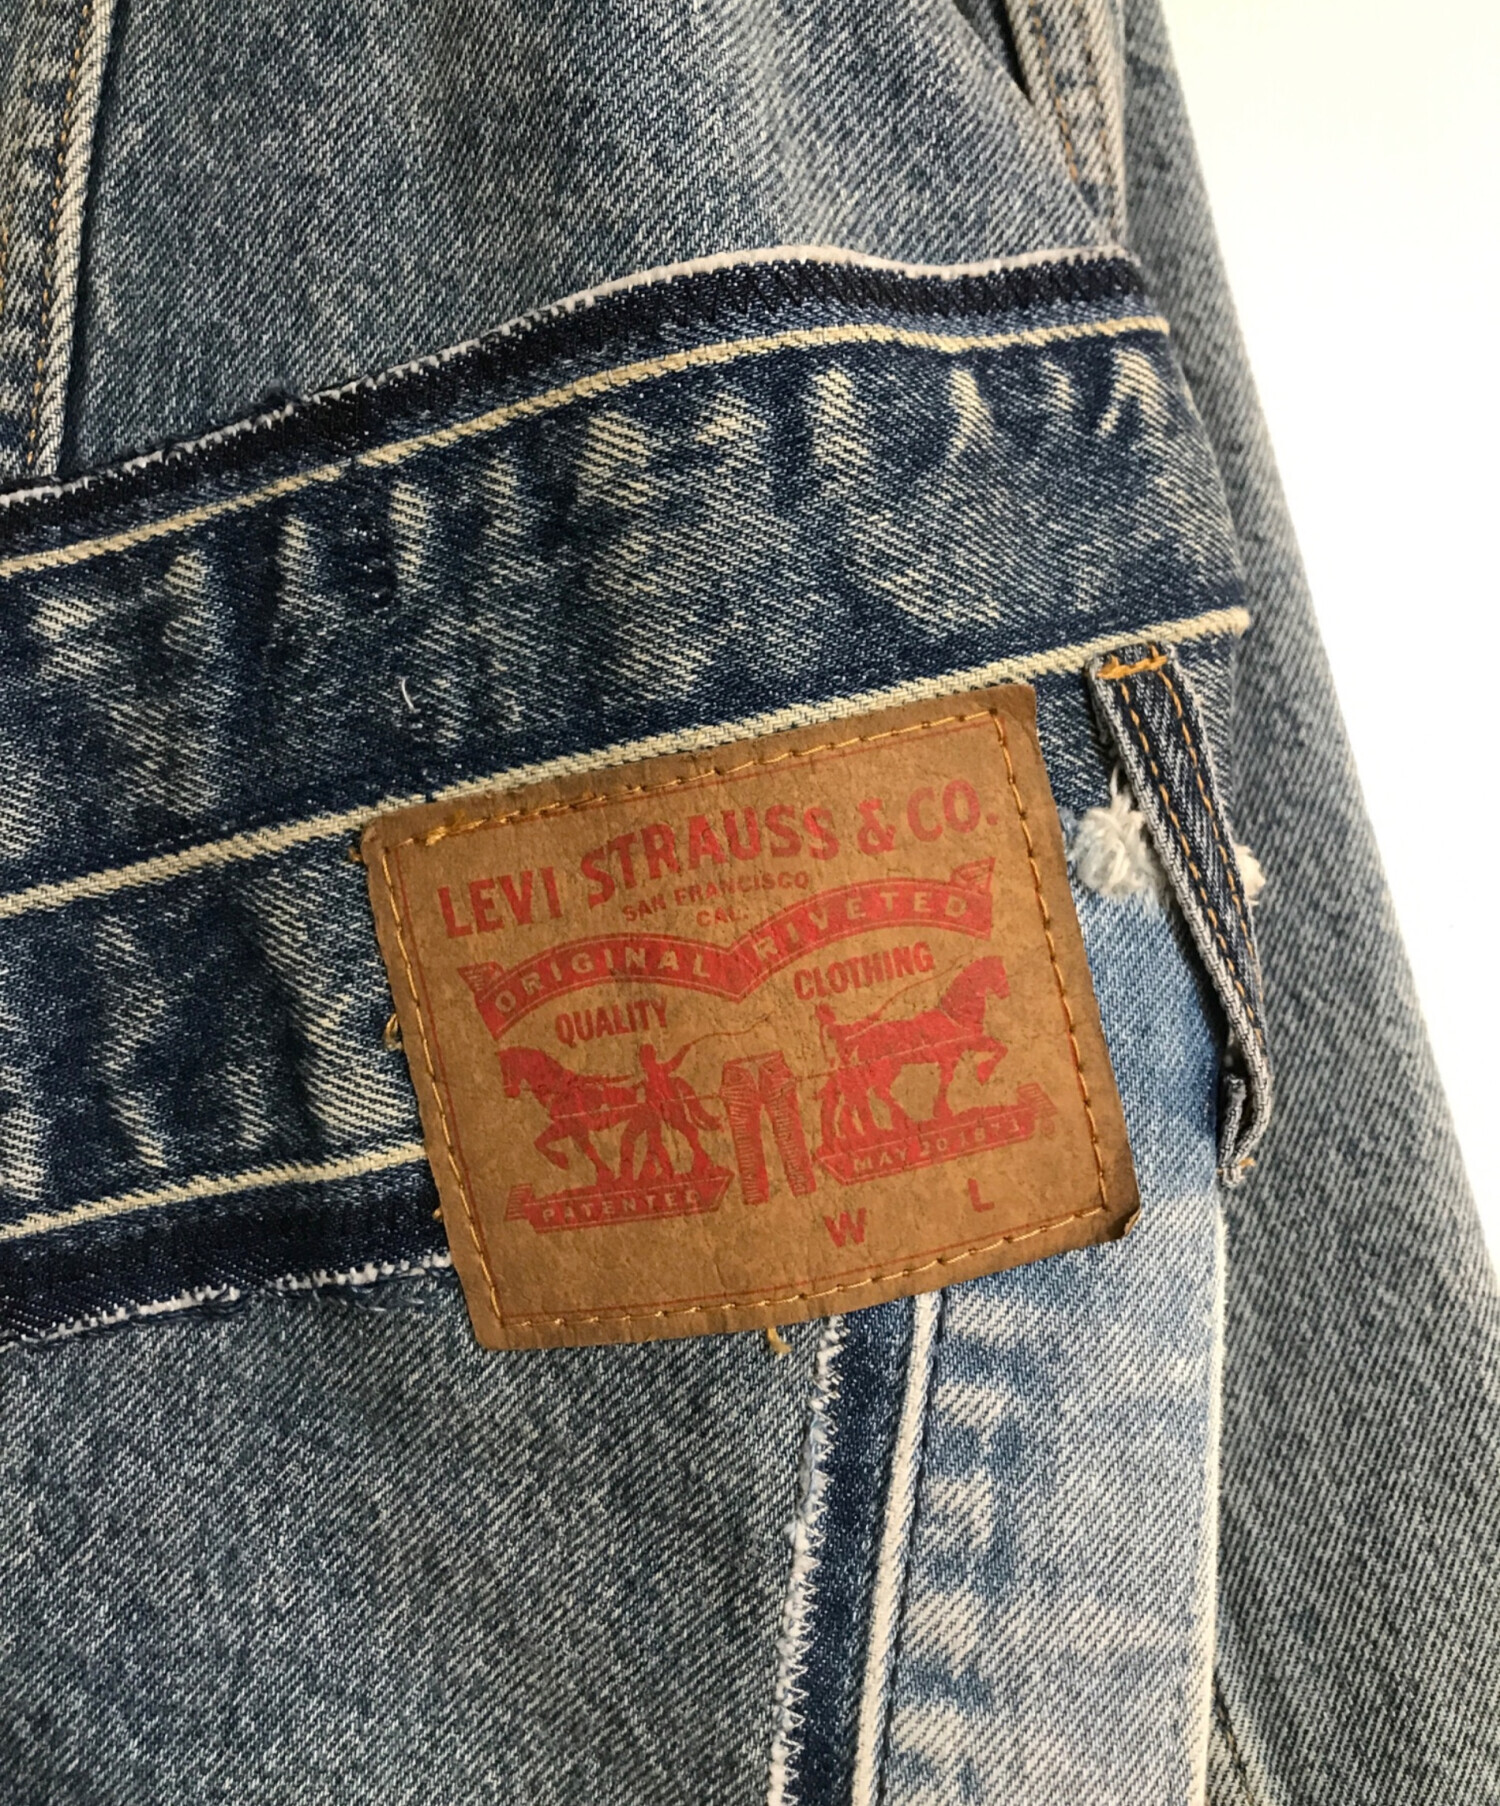 LEVI STRAUSS & CO.
SAN FRANCISCO
CAL.
ORIGINAL RIVETED
QUALITY CLOTHING
PATENTED MAY 20 1873
W L